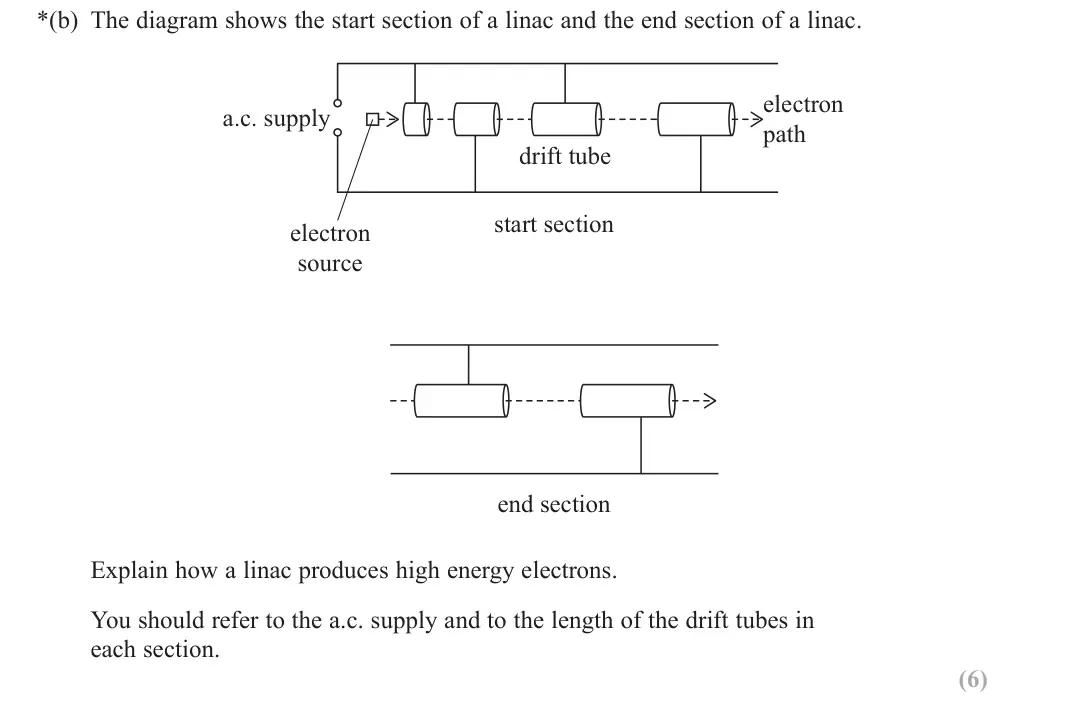 *(b) The diagram shows the start section of a linac and the end section of a linac.
a.c. supply
electron
path
drift tube
electron
source
start section
end section
Explain how a linac produces high energy electrons.
You should refer to the a.c. supply and to the length of the drift tubes in
each section.
(6)